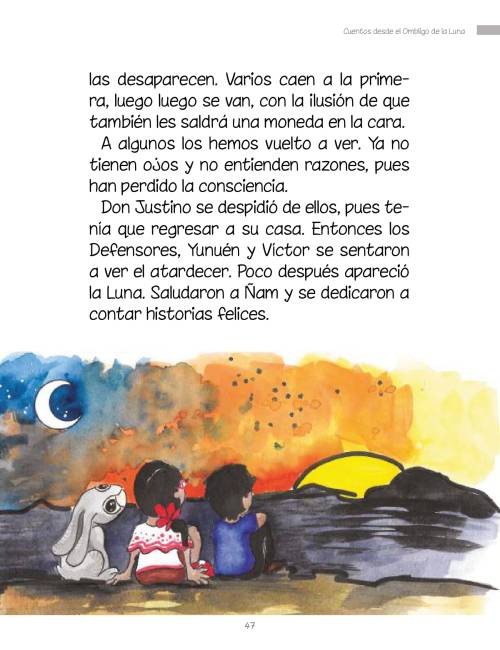 Cuentos desde el Ombligo de la Luna
las desaparecen. Varios caen a la prime-
ra, luego luego se van, con la ilusión de que
también les saldrá una moneda en la cara.
A algunos los hemos vuelto a ver. Ya no
tienen ojos y no entienden razones, pues
han perdido la consciencia.
Don Justino se despidió de ellos, pues te-
nía que regresar a su casa. Entonces los
Defensores, Yunuén y Victor se sentaron
a ver el atardecer. Poco después apareció
la Luna. Saludaron a Ñam y se dedicaron a
contar historias felices.
47